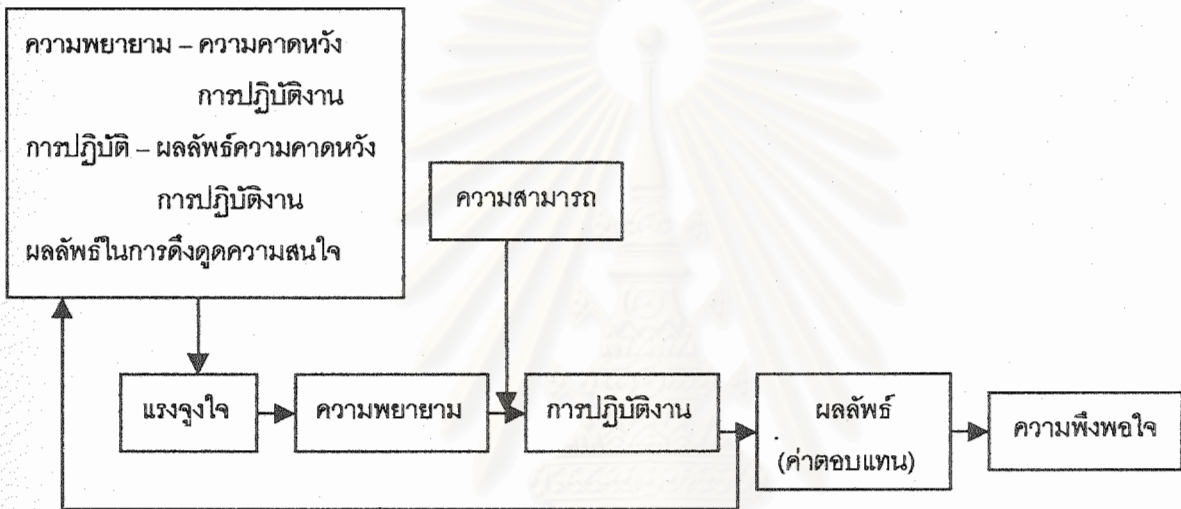 ความพยายาม – ความคาดหวัง
การปฏิบัติงาน
การปฏิบัติ – ผลลัพธ์ความคาดหวัง
การปฏิบัติงาน
ผลลัพธ์ในการดึงดูดความสนใจ
ความสามารถ
แรงจูงใจ
ความพยายาม
การปฏิบัติงาน
ผลลัพธ์
(ค่าตอบแทน)
ความพึงพอใจ